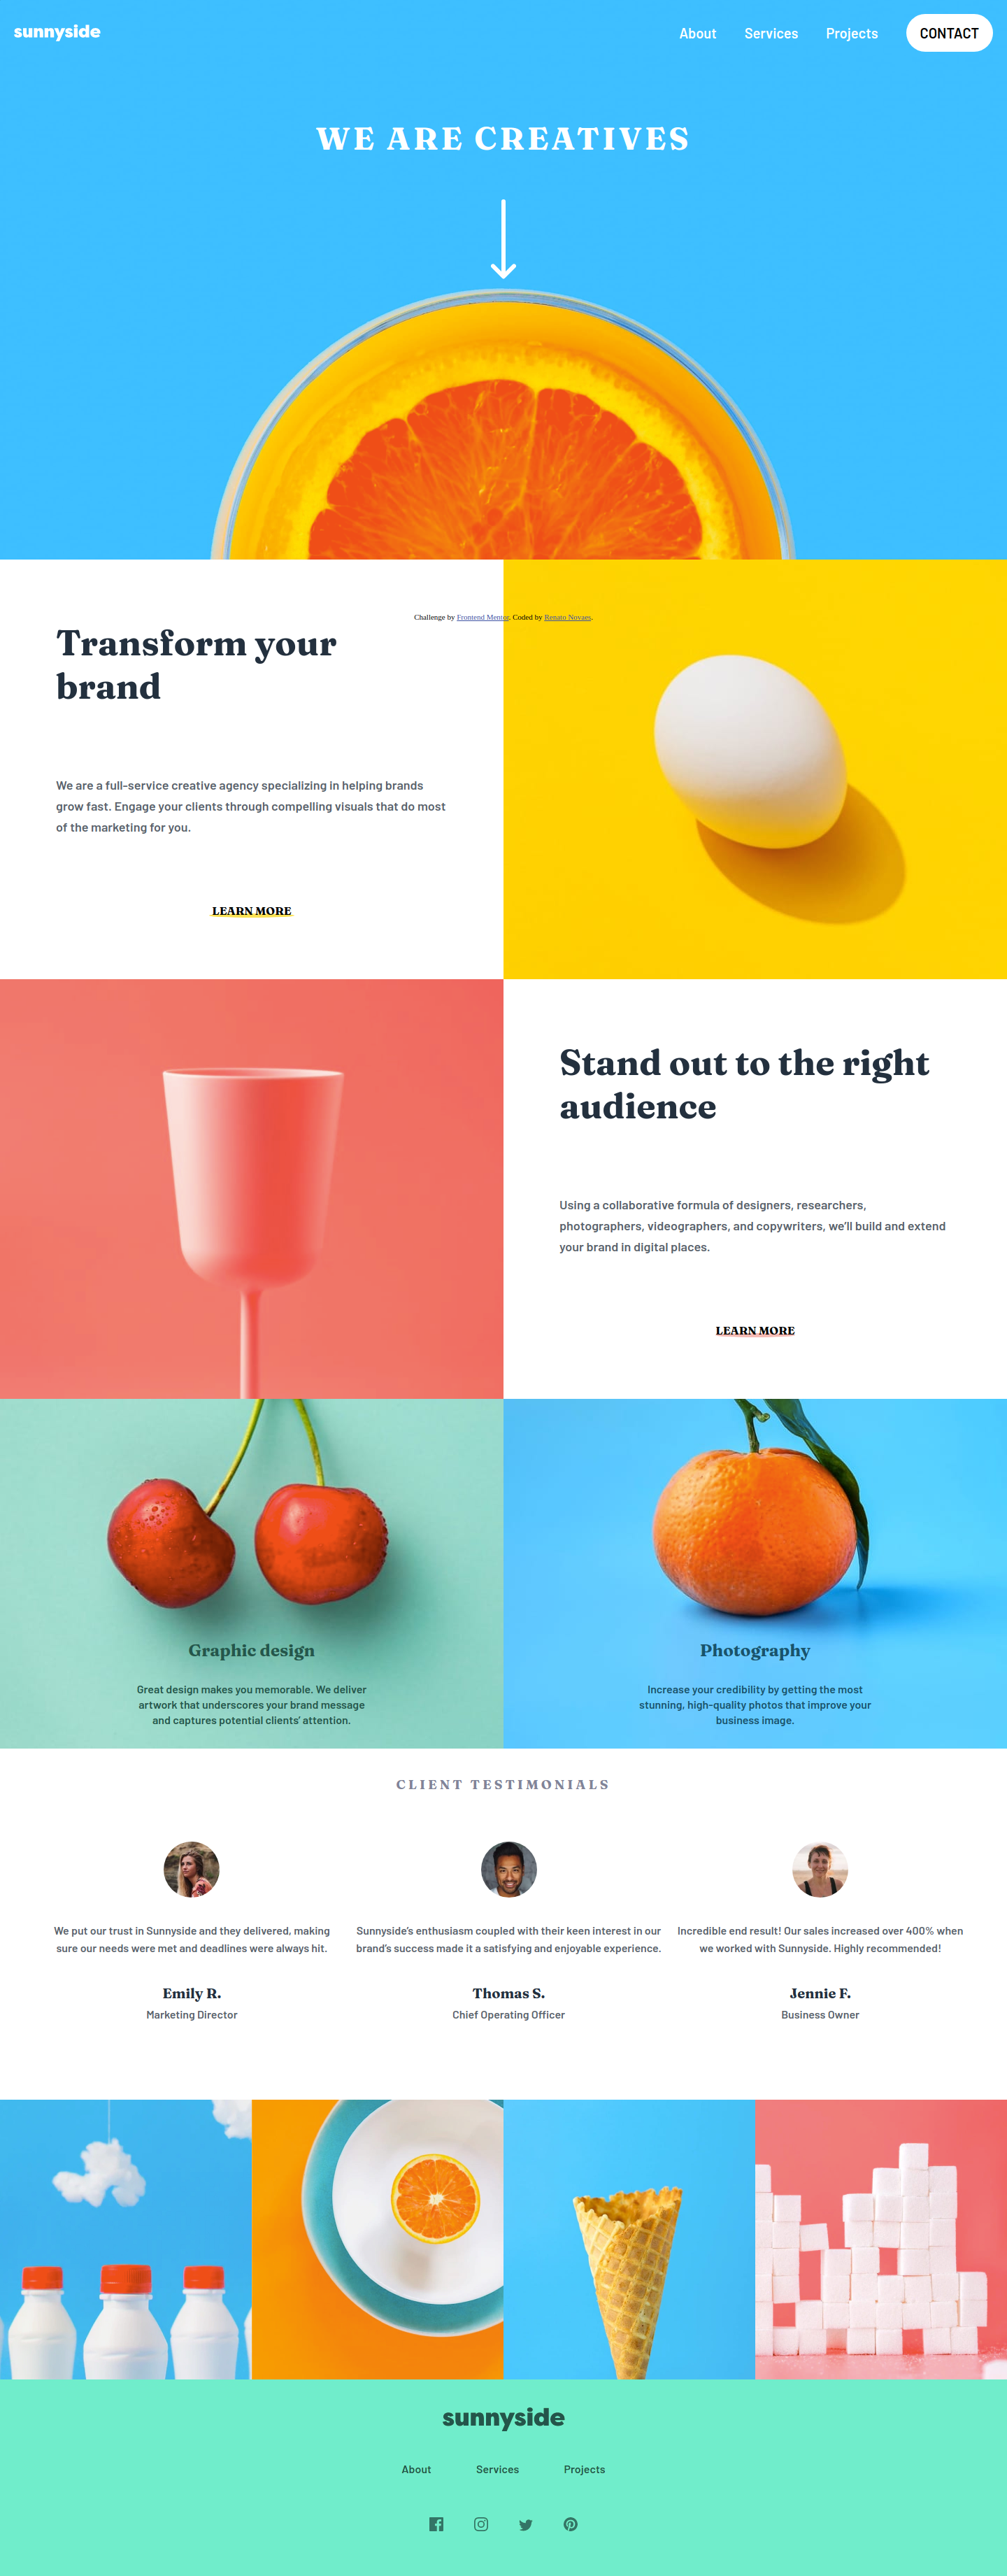 sunnyside
About
Services
Projects
CONTACT
WE ARE CREATIVES
Challenge by Frontend Mentor. Coded by Renato Novaes.
Transform your
brand
We are a full-service creative agency specializing in helping brands
grow fast. Engage your clients through compelling visuals that do most
of the marketing for you.
LEARN MORE
Stand out to the right
audience
Using a collaborative formula of designers, researchers,
photographers, videographers, and copywriters, we’ll build and extend
your brand in digital places.
LEARN MORE
Graphic design
Great design makes you memorable. We deliver
artwork that underscores your brand message
and captures potential clients’ attention.
Photography
Increase your credibility by getting the most
stunning, high-quality photos that improve your
business image.
CLIENT TESTIMONIALS
We put our trust in Sunnyside and they delivered, making
sure our needs were met and deadlines were always hit.
Emily R.
Marketing Director
Sunnyside’s enthusiasm coupled with their keen interest in our
brand’s success made it a satisfying and enjoyable experience.
Thomas S.
Chief Operating Officer
Incredible end result! Our sales increased over 400% when
we worked with Sunnyside. Highly recommended!
Jennie F.
Business Owner
sunnyside
About
Services
Projects